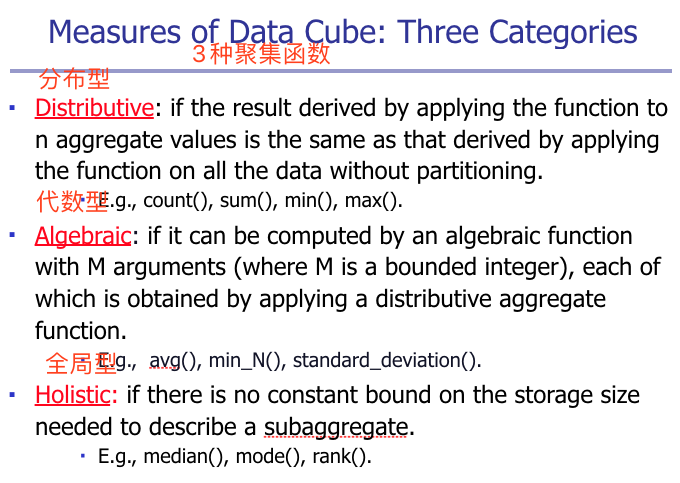 Measures of Data Cube: Three Categories
3种聚集函数
分布型
▪ Distributive: if the result derived by applying the function to
n aggregate values is the same as that derived by applying
the function on all the data without partitioning.
▪ E.g., count(), sum(), min(), max().
代数型
▪ Algebraic: if it can be computed by an algebraic function
with M arguments (where M is a bounded integer), each of
which is obtained by applying a distributive aggregate
function.
▪ E.g., avg(), min_N(), standard_deviation().
全局型
▪ Holistic: if there is no constant bound on the storage size
needed to describe a subaggregate.
▪ E.g., median(), mode(), rank().